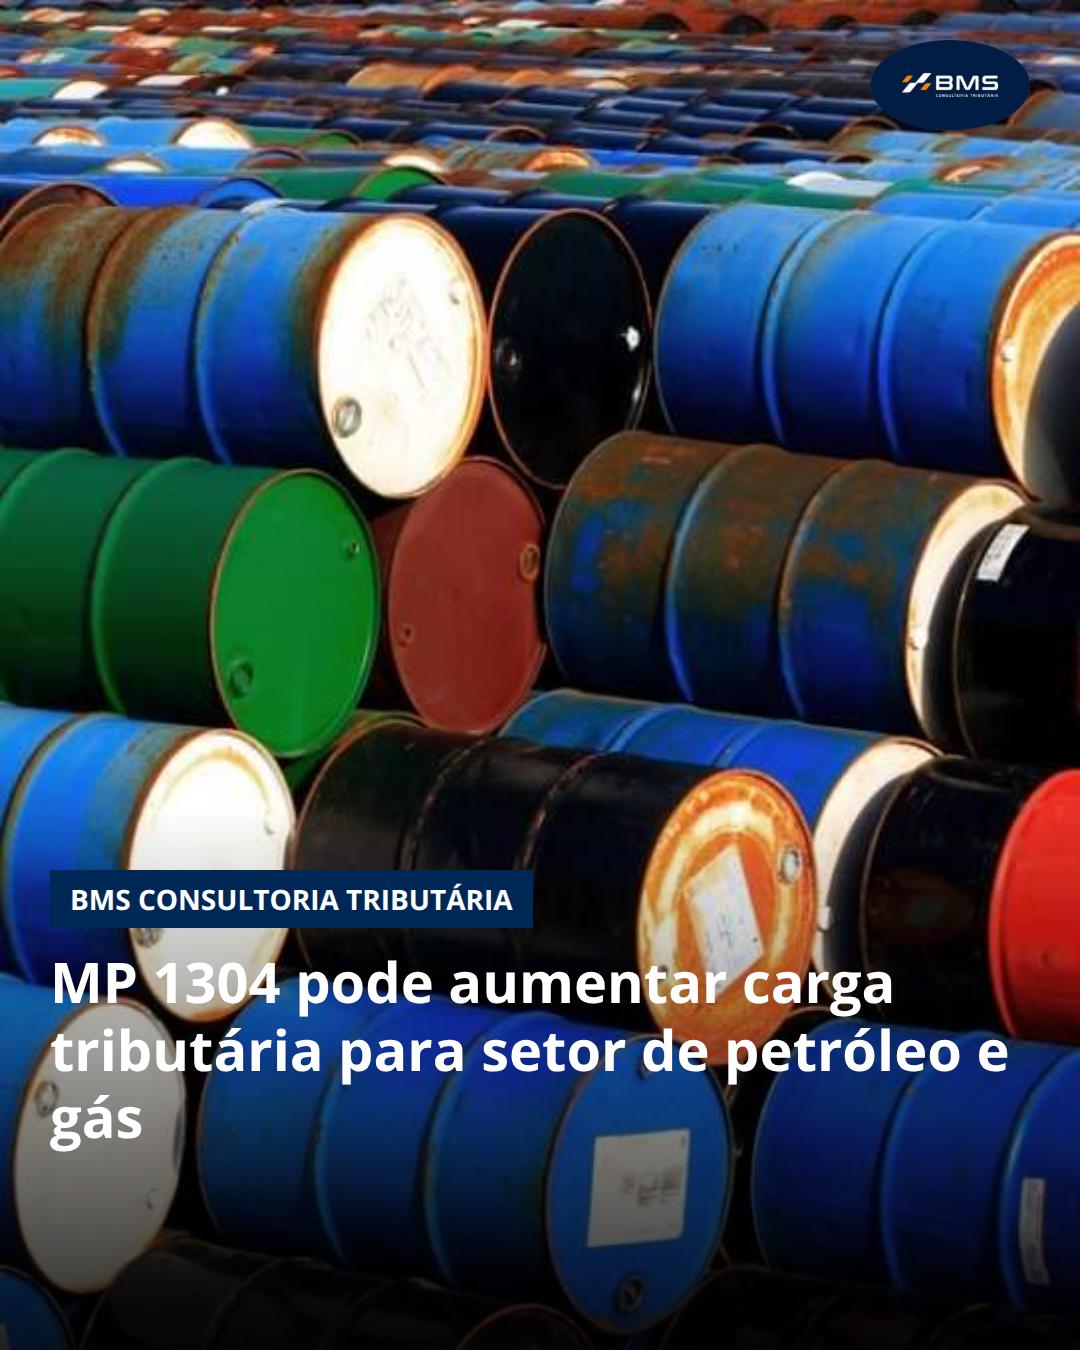 BMS
CONSULTORIA TRIBUTÁRIA
BMS CONSULTORIA TRIBUTÁRIA
MP 1304 pode aumentar carga
tributária para setor de petróleo e
gás